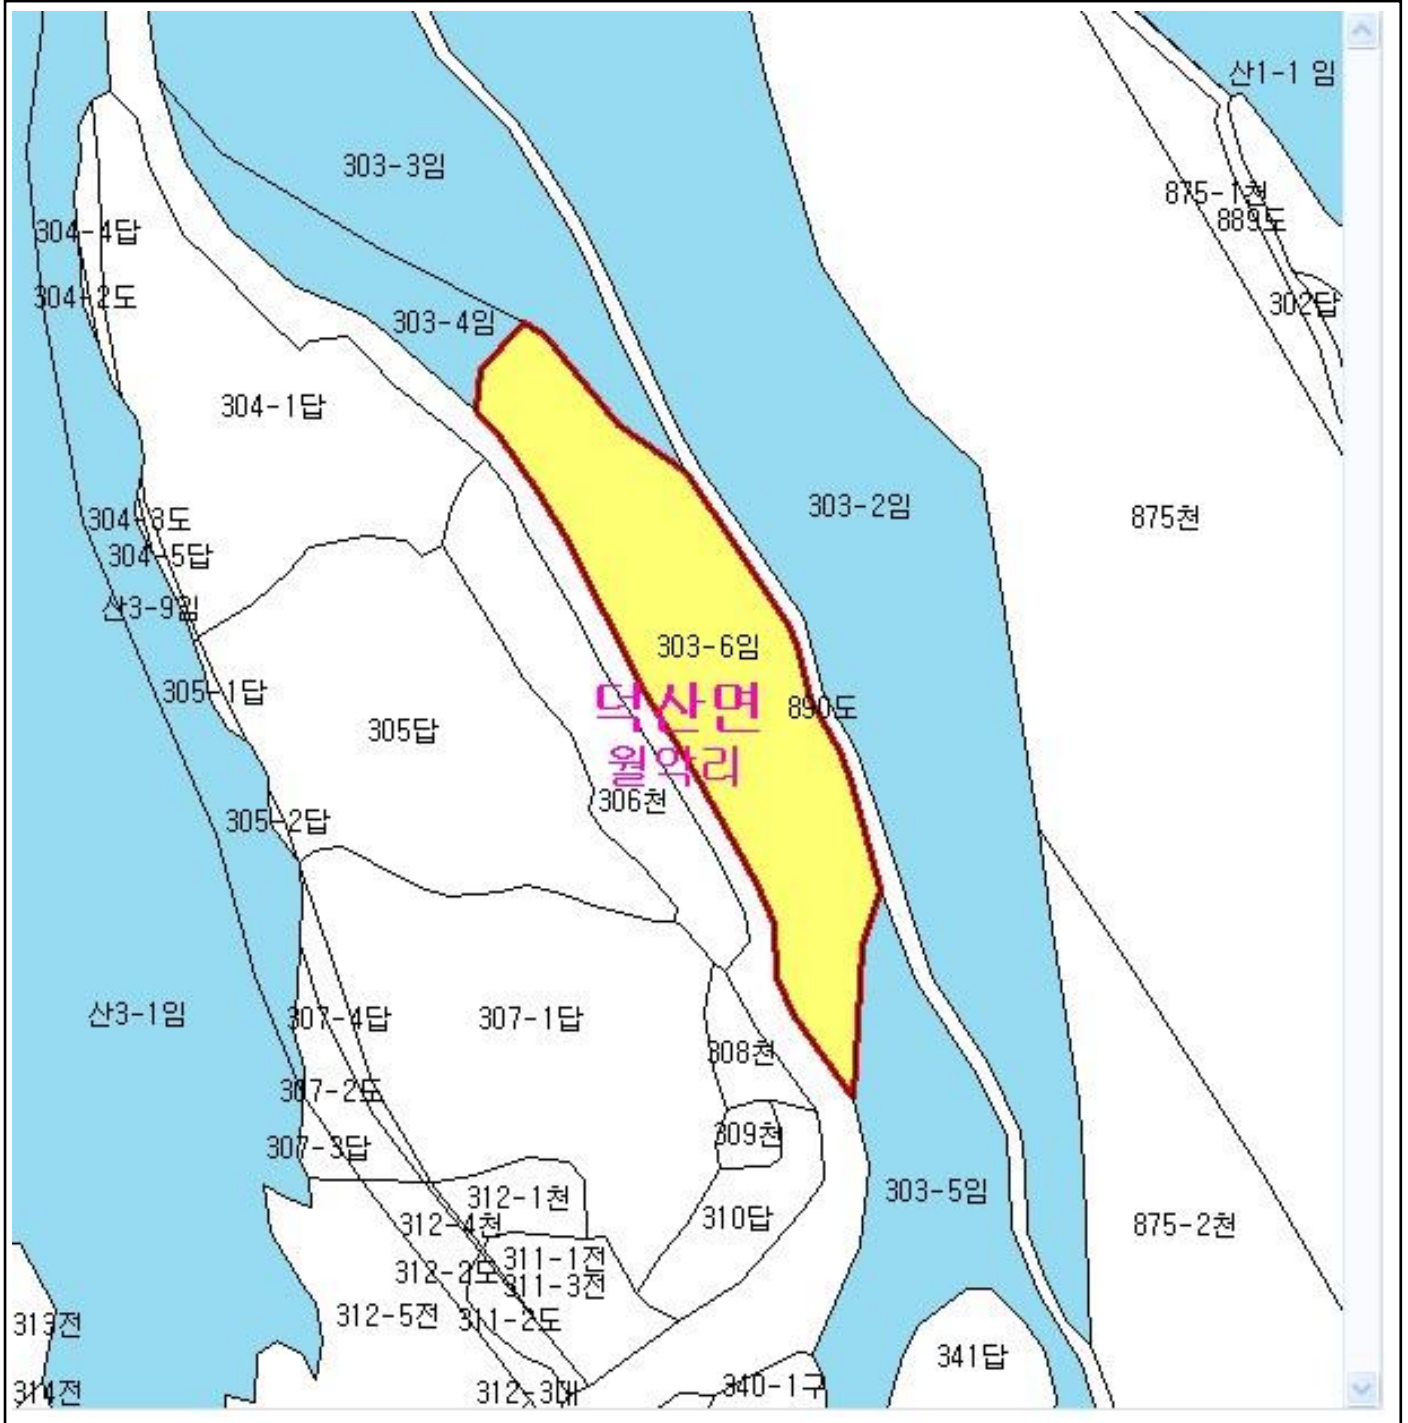 산1-1 임
303-3임
875-1천
889도
304-4답
304-2도
302답
303-4임
304-1답
303-2임
875천
304-3도
304-5답
산3-9임
303-6임
305-1답
덕산면
890도
305답
월악리
306천
305-2답
산3-1임
307-4답
307-1답
308천
307-2도
309천
307-3답
303-5임
312-1천
310답
312-4천
875-2천
311-1전
312-2도
311-3전
312-5전
311-2도
313전
341답
340-1구
314전
312-3대